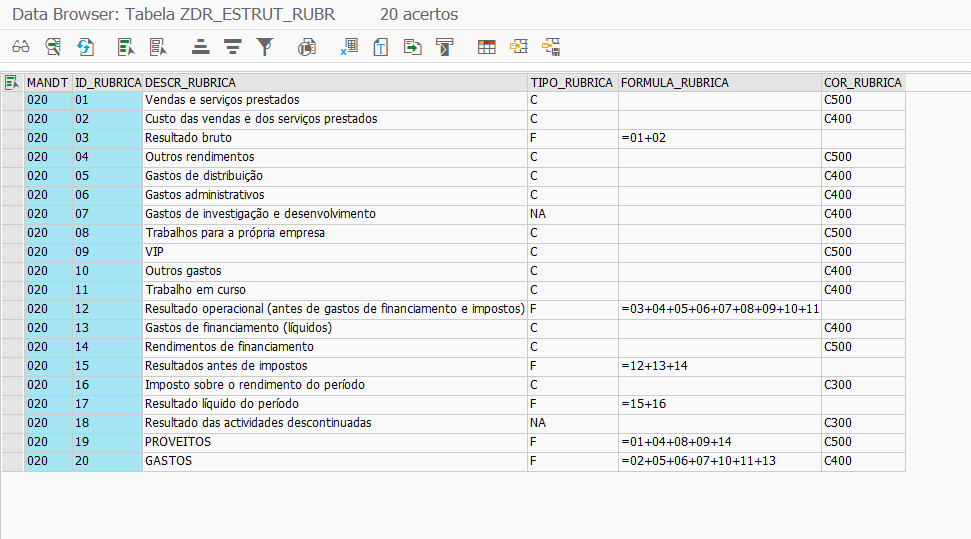 Data Browser: Tabela ZDR_ESTRUT_RUBR 20 acertos
MANDT ID_RUBRICA DESCR_RUBRICA TIPO_RUBRICA FORMULA_RUBRICA COR_RUBRICA
020 01 Vendas e serviços prestados C C500
020 02 Custo das vendas e dos serviços prestados C C400
020 03 Resultado bruto F =01+02
020 04 Outros rendimentos C C500
020 05 Gastos de distribuição C C400
020 06 Gastos administrativos C C400
020 07 Gastos de investigação e desenvolvimento NA C400
020 08 Trabalhos para a própria empresa C C500
020 09 VIP C C500
020 10 Outros gastos C C400
020 11 Trabalho em curso C C400
020 12 Resultado operacional (antes de gastos de financiamento e impostos) F =03+04+05+06+07+08+09+10+11
020 13 Gastos de financiamento (líquidos) C C400
020 14 Rendimentos de financiamento C C500
020 15 Resultados antes de impostos F =12+13+14
020 16 Imposto sobre o rendimento do período C C300
020 17 Resultado líquido do período F =15+16
020 18 Resultado das actividades descontinuadas NA C300
020 19 PROVEITOS F =01+04+08+09+14 C500
020 20 GASTOS F =02+05+06+07+10+11+13 C400